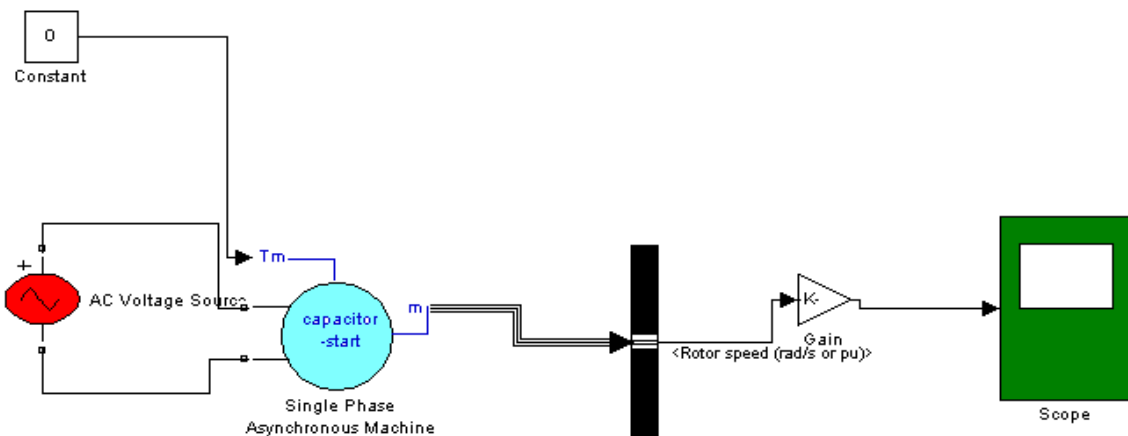 0
Constant
Tm
+
AC Voltage Source
capacitor
-start
m
Single Phase
Asynchronous Machine
<Rotor speed (rad/s or pu)>
K-
Gain
Scope